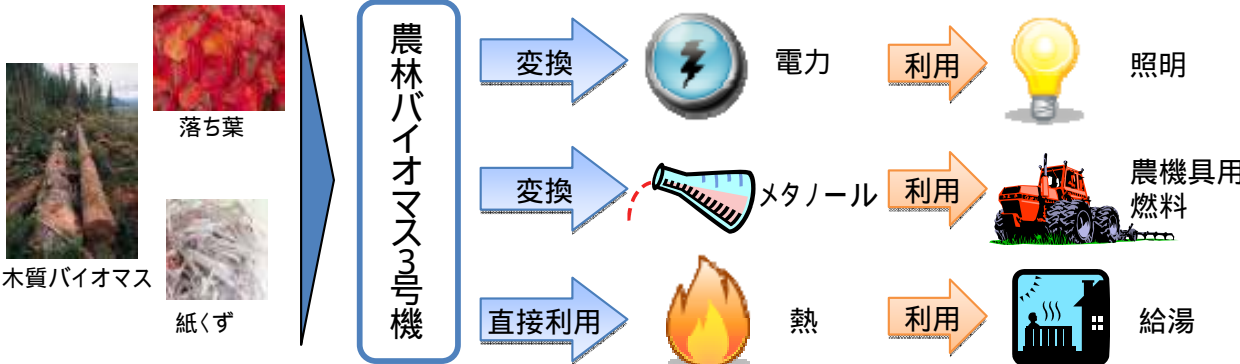 落ち葉
木質バイオマス
紙くず
農林バイオマス3号機
変換
電力
利用
照明
変換
メタノール
利用
農機具用
燃料
直接利用
熱
利用
給湯